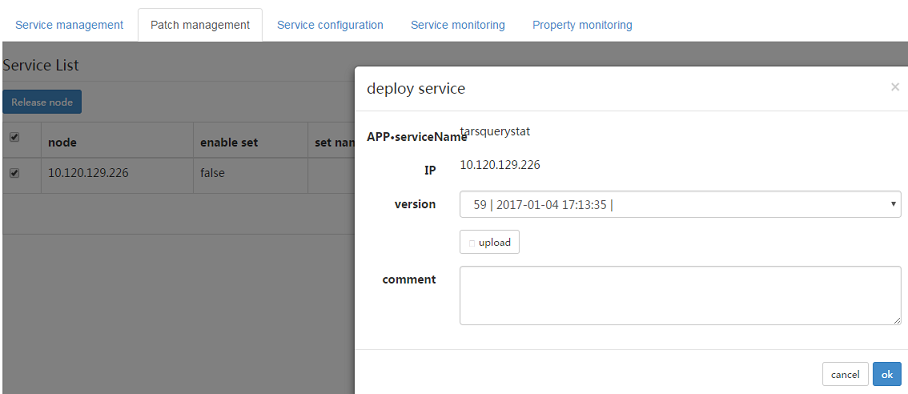 Service management Patch management Service configuration Service monitoring Property monitoring
Service List
Release node
node enable set set nam
10.120.129.226 false
deploy service ×
APP•serviceName tarsquerystat
IP 10.120.129.226
version 59 | 2017-01-04 17:13:35 |
upload
comment
cancel ok